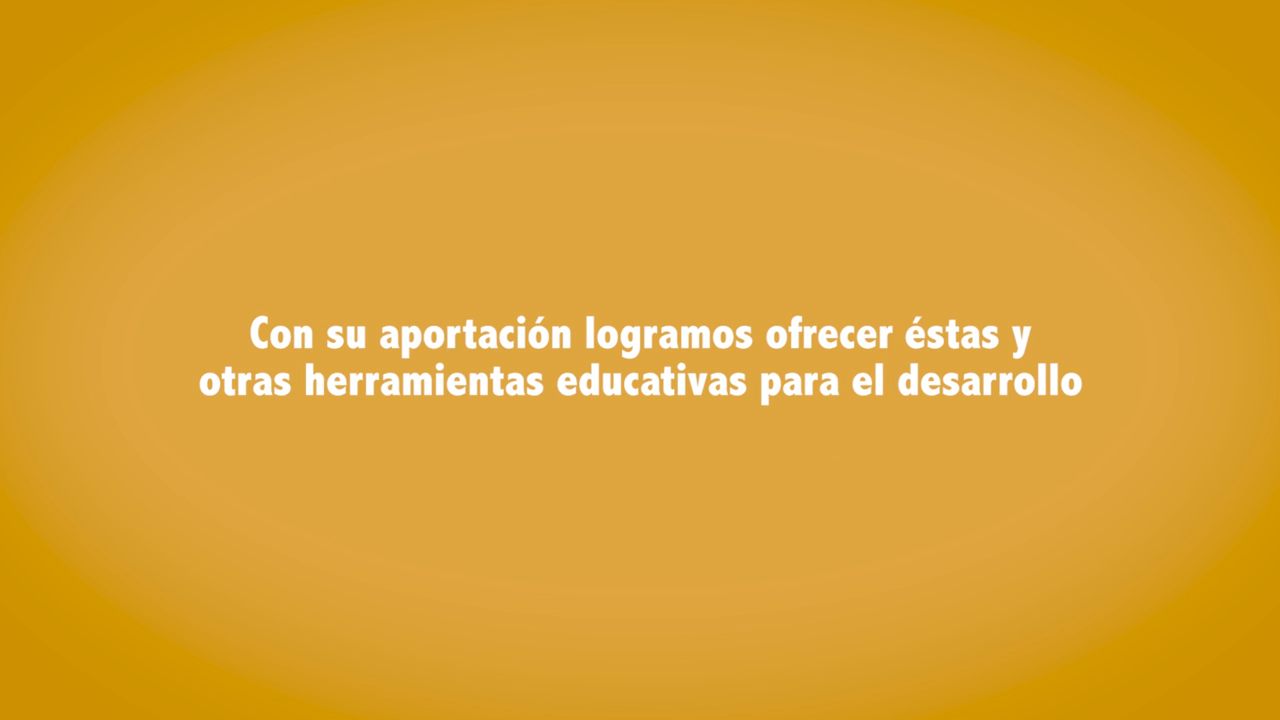 Con su aportación logramos ofrecer éstas y
otras herramientas educativas para el desarrollo